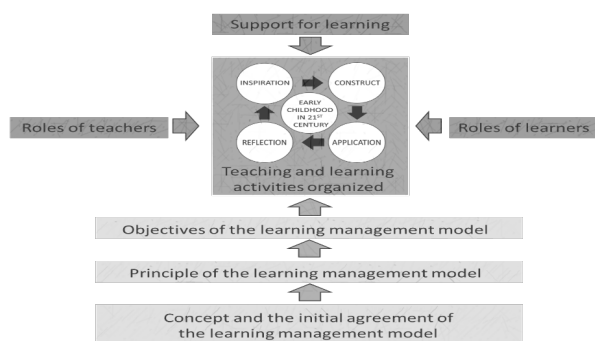 Support for learning
INSPIRATION
CONSTRUCT
EARLY
CHILDHOOD
IN 21ST
CENTURY
Roles of teachers
Roles of learners
REFLECTION
APPLICATION
Teaching and learning
activities organized
Objectives of the learning management model
Principle of the learning management model
Concept and the initial agreement of
the learning management model